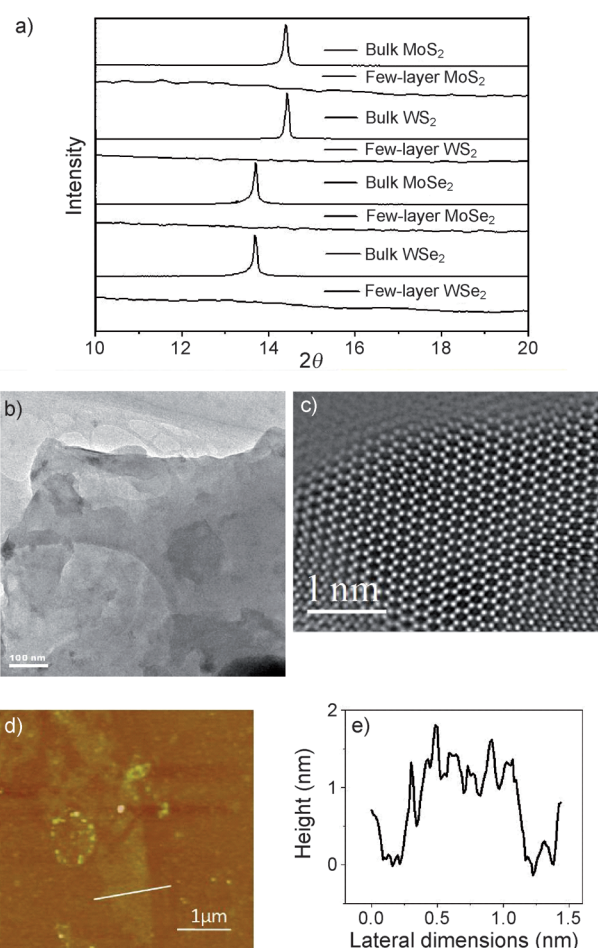 a)
Bulk MoS₂
Few-layer MoS₂
Bulk WS₂
Few-layer WS₂
Bulk MoSe₂
Few-layer MoSe₂
Bulk WSe₂
Few-layer WSe₂
Intensity
10 12 14 16 18 20
2θ
b)
100 nm
c)
1 nm
d)
1μm
e)
2
1
0
Height (nm)
0.0 0.5 1.0 1.5
Lateral dimensions (nm)